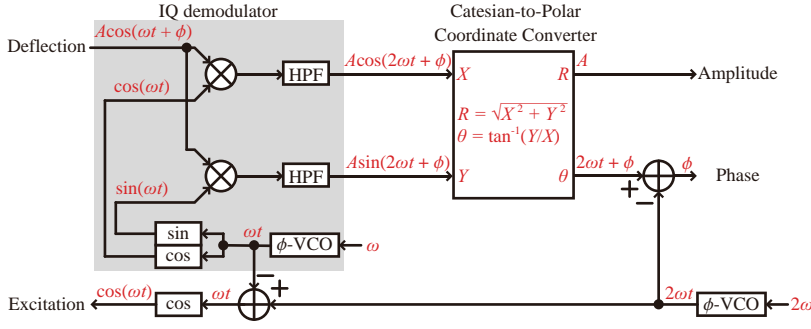 IQ demodulator
Catesian-to-Polar
Coordinate Converter
Deflection
Acos(ωt + ϕ)
cos(ωt)
HPF
Acos(2ωt + ϕ)
X
R
A
Amplitude
R = √X² + Y²
θ = tan⁻¹(Y/X)
sin(ωt)
HPF
Asin(2ωt + ϕ)
Y
θ
2ωt + ϕ
ϕ
Phase
+
−
sin
cos
ωt
ϕ-VCO
ω
−
+
Excitation
cos(ωt)
cos
ωt
2ωt
ϕ-VCO
2ω